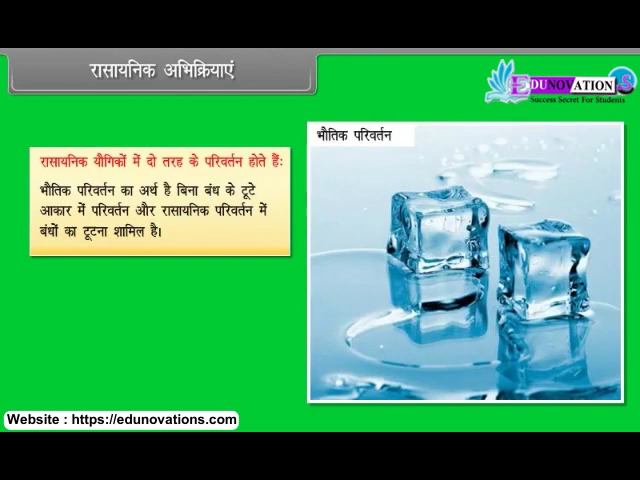 रासायनिक अभिक्रियाएं
EDUNOVATIONS
Success Secret For Students
रासायनिक यौगिकों में दो तरह के परिवर्तन होते हैं:
भौतिक परिवर्तन का अर्थ है बिना बंध के टूटे
आकार में परिवर्तन और रासायनिक परिवर्तन में
बंधों का टूटना शामिल है।
भौतिक परिवर्तन
Website : https://edunovations.com